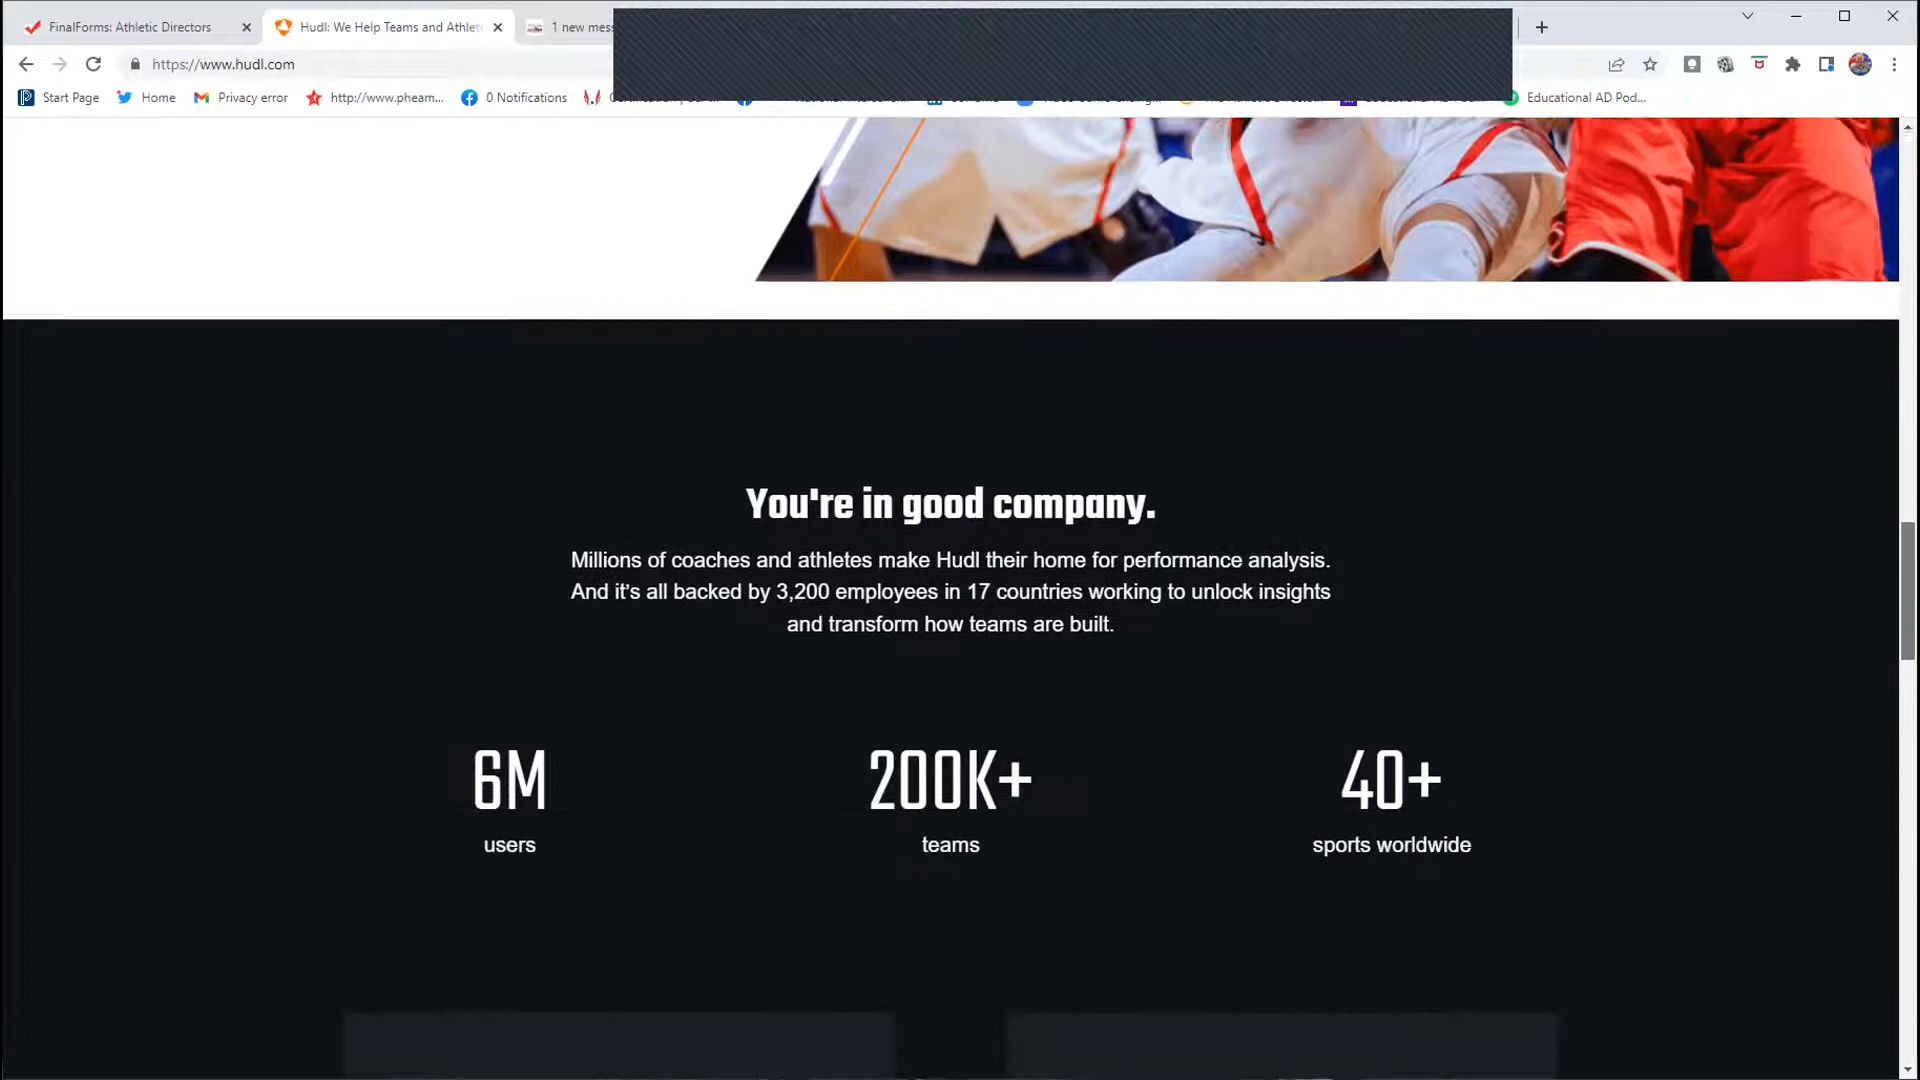 FinalForms: Athletic Directors
Hudl: We Help Teams and Athlet
1 new mes
https://www.hudl.com
Start Page
Home
Privacy error
http://www.pheam...
0 Notifications
Educational AD Pod...
You're in good company.
Millions of coaches and athletes make Hudl their home for performance analysis.
And it's all backed by 3,200 employees in 17 countries working to unlock insights
and transform how teams are built.
6M
200K+
40+
users
teams
sports worldwide